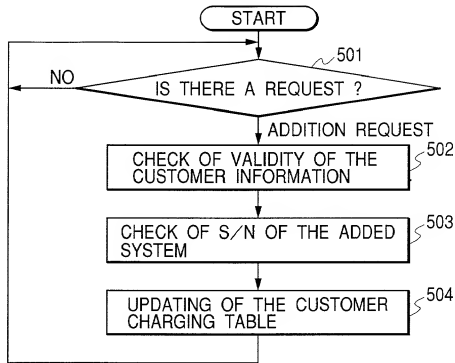 START
501
NO
IS THERE A REQUEST ?
ADDITION REQUEST
502
CHECK OF VALIDITY OF THE
CUSTOMER INFORMATION
503
CHECK OF S/N OF THE ADDED
SYSTEM
504
UPDATING OF THE CUSTOMER
CHARGING TABLE